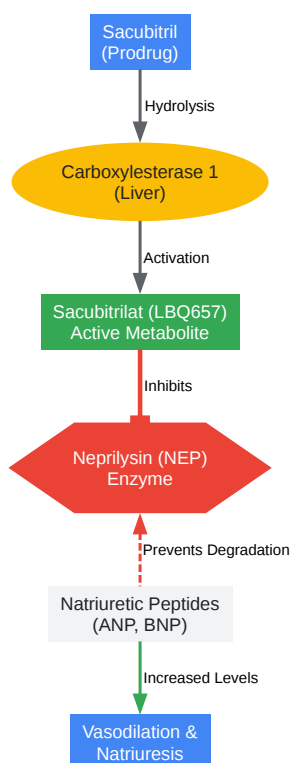 Sacubitril
(Prodrug)
Hydrolysis
Carboxylesterase 1
(Liver)
Activation
Sacubitrilat (LBQ657)
Active Metabolite
Inhibits
Neprilysin (NEP)
Enzyme
Prevents Degradation
Natriuretic Peptides
(ANP, BNP)
Increased Levels
Vasodilation &
Natriuresis